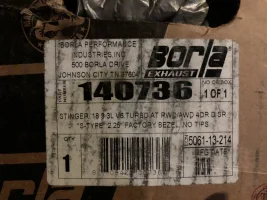 BORLA PERFORMANCE
INDUSTRIES INC
500 BORLA DRIVE
JOHNSON CITY TN 37604
Borla
EXHAUST
140736
1 OF 1
STINGER, 18 3.3L V6 TURBO AT RWD/AWD 4DR D SR
"S-TYPE" 2.25" FACTORY BEZEL, NO TIPS
QTY
1
65061-13-214